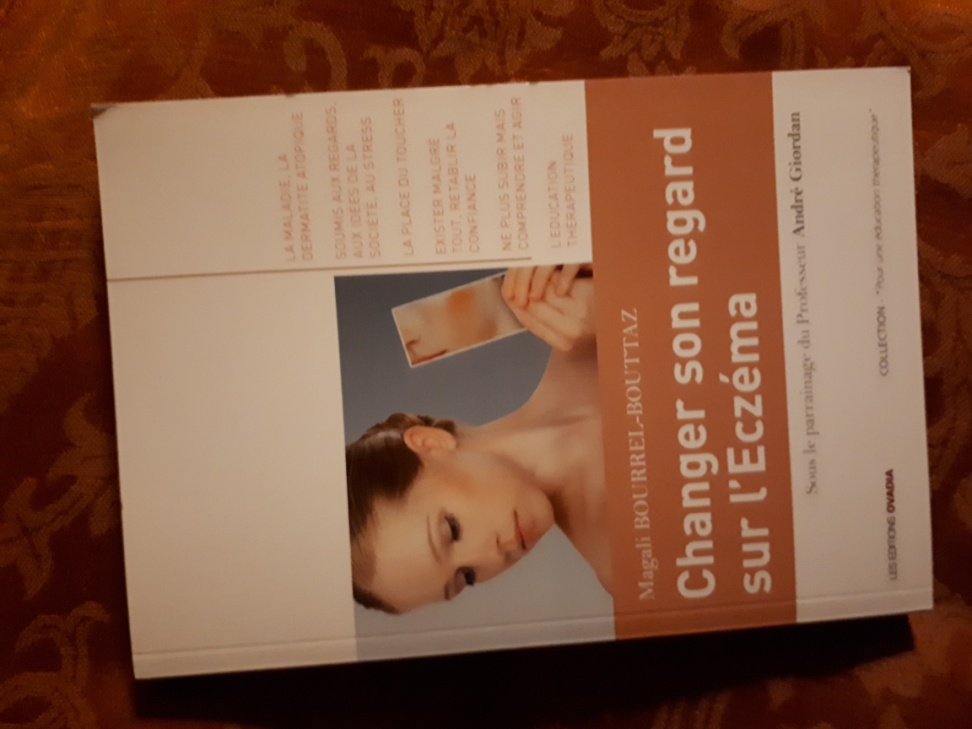 LA MALADIE, LA
DERMATITE ATOPIQUE
SOUMIS AUX REGARDS,
AUX IDÉES DE LA
SOCIÉTÉ, AU STRESS
LA PLACE DU TOUCHER
EXISTER MALGRÉ
TOUT, RÉTABLIR LA
CONFIANCE
NE PLUS SUBIR MAIS
COMPRENDRE ET AGIR
L'ÉDUCATION
THÉRAPEUTIQUE
Magali BOURREL-BOUTTAZ
Changer son regard
sur l'Eczéma
Sous le parrainage du Professeur André Giordan
LES EDITIONS OVADIA
COLLECTION - "Pour une éducation thérapeutique"